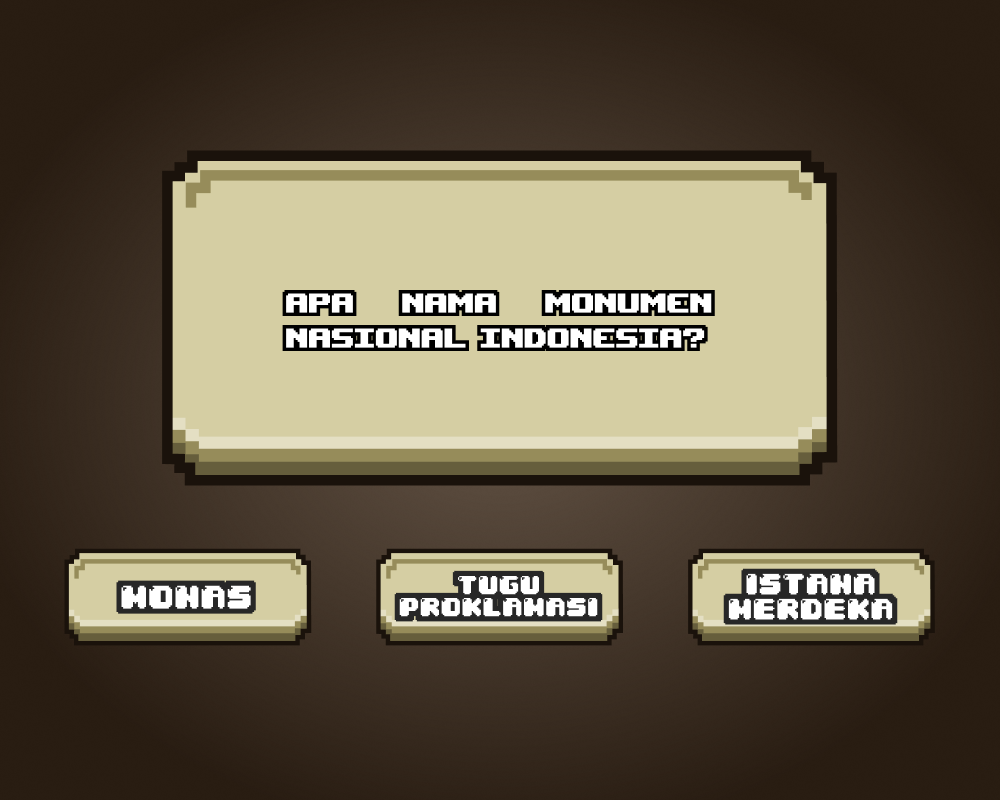 APA NAMA MONUMEN
NASIONAL INDONESIA?
MONAS
TUGU
PROKLAMASI
ISTANA
MERDEKA